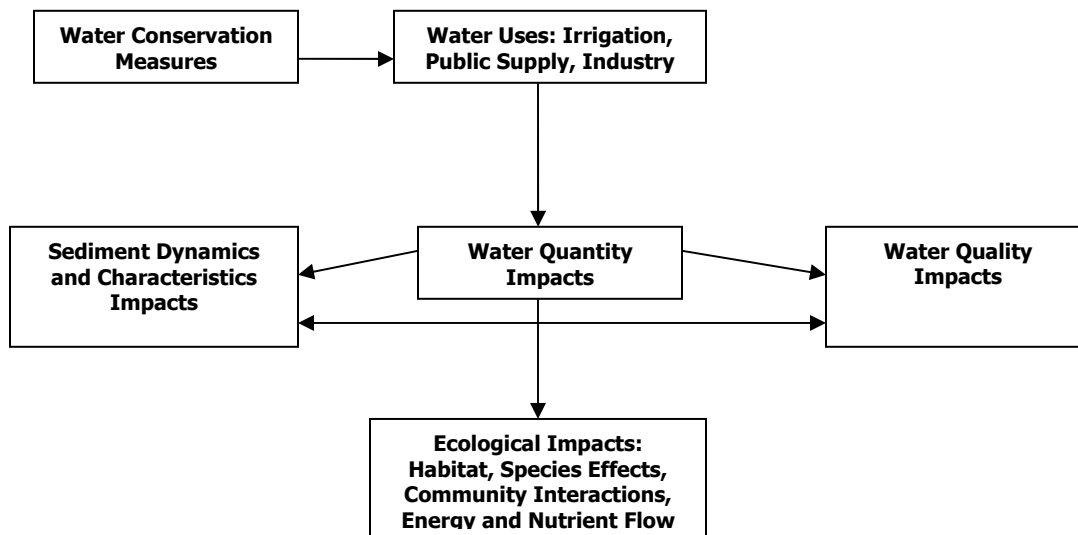 Water Conservation
Measures
Water Uses: Irrigation,
Public Supply, Industry
Sediment Dynamics
and Characteristics
Impacts
Water Quantity
Impacts
Water Quality
Impacts
Ecological Impacts:
Habitat, Species Effects,
Community Interactions,
Energy and Nutrient Flow